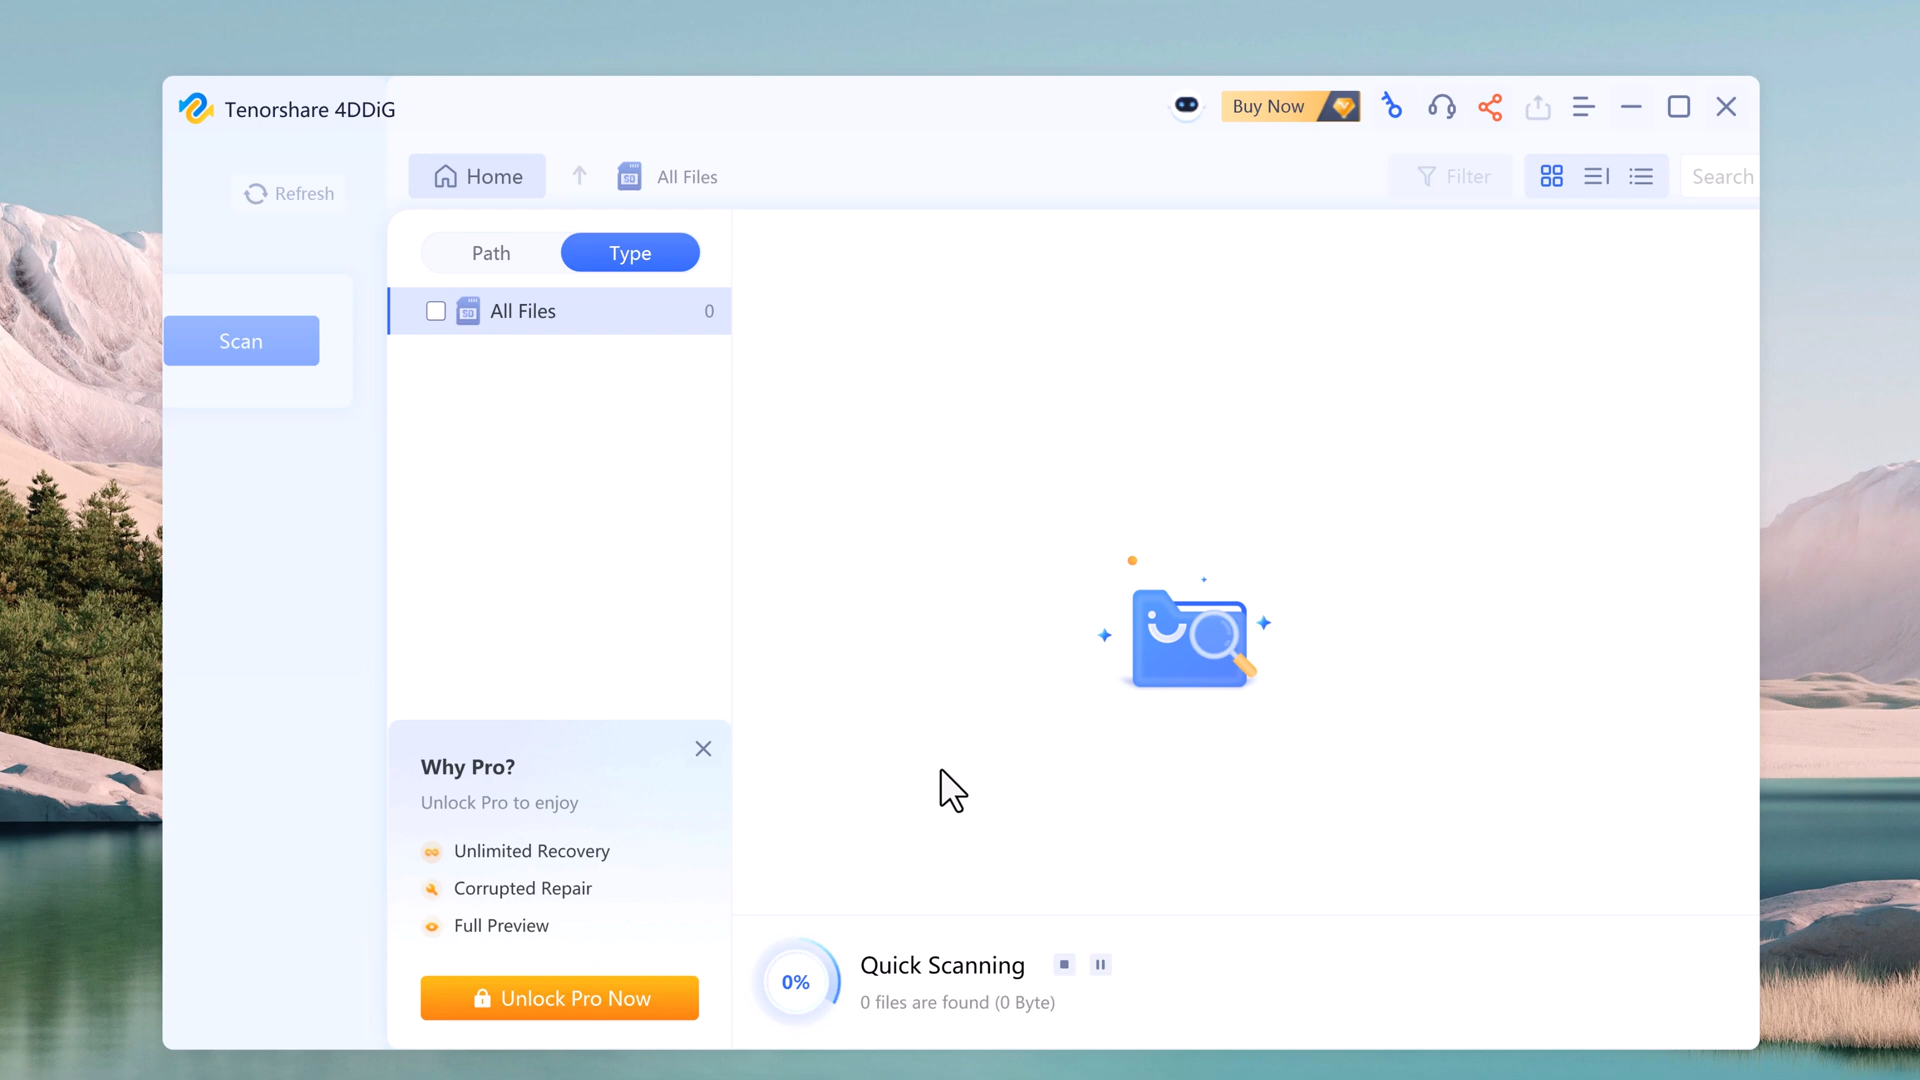 Tenorshare 4DDiG
Buy Now
Refresh
Home
All Files
Filter
Search
Path
Type
SD
All Files
0
Scan
Why Pro?
Unlock Pro to enjoy
Unlimited Recovery
Corrupted Repair
Full Preview
Unlock Pro Now
0%
Quick Scanning
0 files are found (0 Byte)